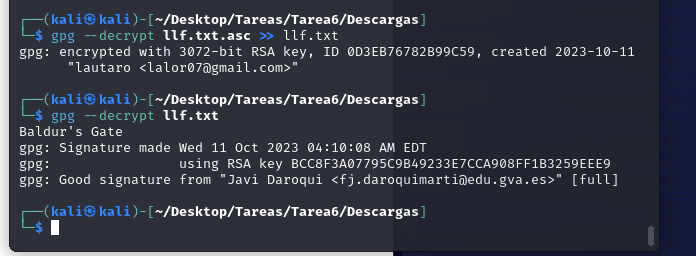 ┌──(kali㉿kali)-[~/Desktop/Tareas/Tarea6/Descargas]
└─$ gpg --decrypt llf.txt.asc >> llf.txt
gpg: encrypted with 3072-bit RSA key, ID 0D3EB76782B99C59, created 2023-10-11
      "lautaro <lalor07@gmail.com>"
┌──(kali㉿kali)-[~/Desktop/Tareas/Tarea6/Descargas]
└─$ gpg --decrypt llf.txt
Baldur's Gate
gpg: Signature made Wed 11 Oct 2023 04:10:08 AM EDT
gpg:                using RSA key BCC8F3A07795C9B49233E7CCA908FF1B3259EEE9
gpg: Good signature from "Javi Daroqui <fj.daroquimarti@edu.gva.es>" [full]
┌──(kali㉿kali)-[~/Desktop/Tareas/Tarea6/Descargas]
└─$